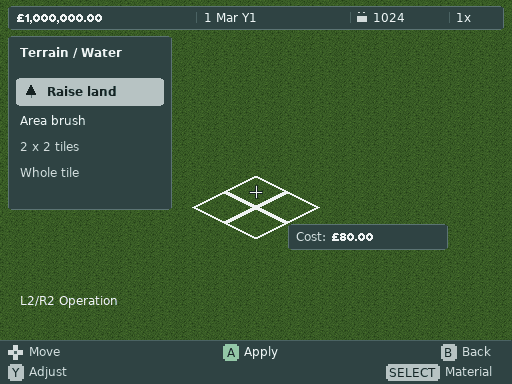 £1,000,000.00 1 Mar Y1 1024 1x
Terrain / Water
Raise land
Area brush
2 x 2 tiles
Whole tile
Cost: £80.00
L2/R2 Operation
Move A Apply B Back
Y Adjust SELECT Material